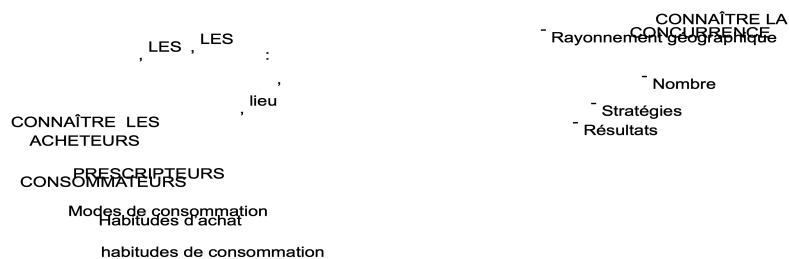 CONNAÎTRE LA
CONCURRENCE
- Rayonnement géographique
, LES , LES
:
- Nombre
,
, lieu
- Stratégies
CONNAÎTRE LES
ACHETEURS
- Résultats
PRESCRIPTEURS
CONSOMMATEURS
Modes de consommation
Habitudes d'achat
habitudes de consommation